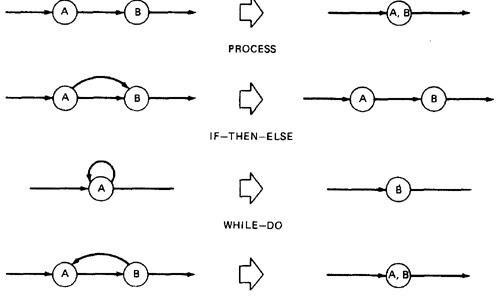 A B A, B
PROCESS
A B A B
IF-THEN-ELSE
A B
WHILE-DO
A B A, B